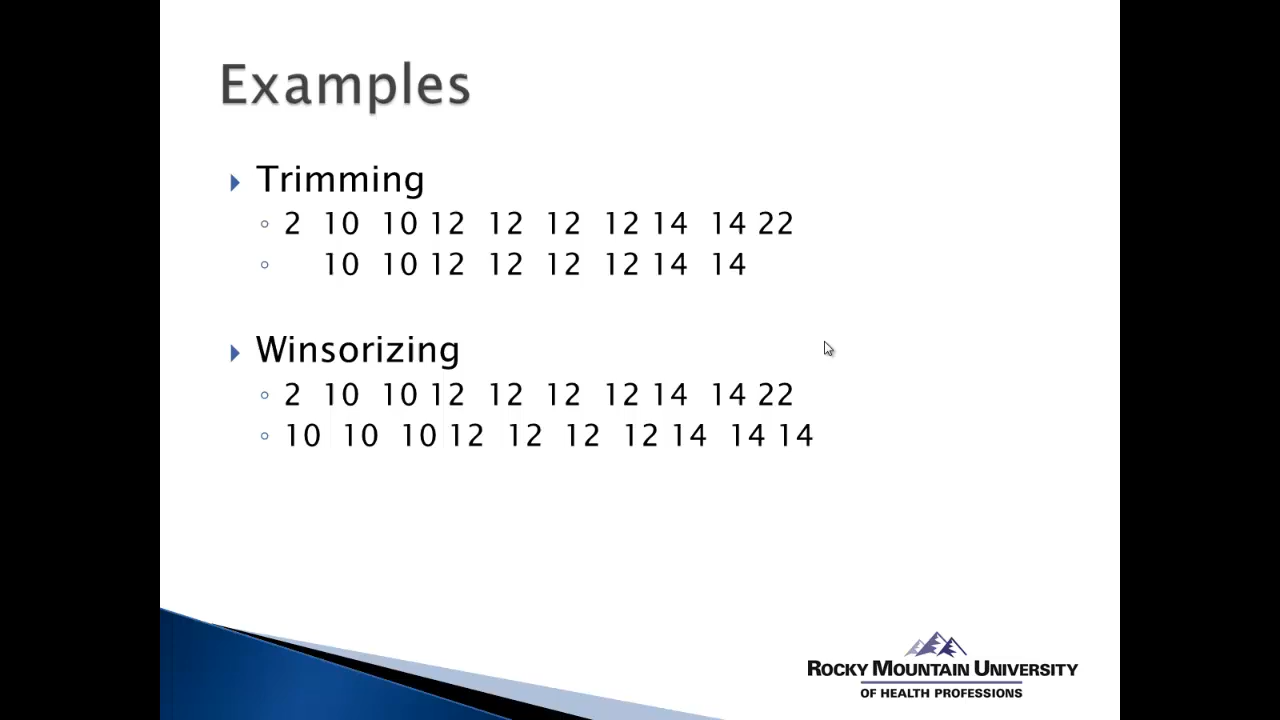 Examples
Trimming
2 10 10 12 12 12 12 14 14 22
10 10 12 12 12 12 14 14
Winsorizing
2 10 10 12 12 12 12 14 14 22
10 10 10 12 12 12 12 14 14 14
ROCKY MOUNTAIN UNIVERSITY
OF HEALTH PROFESSIONS